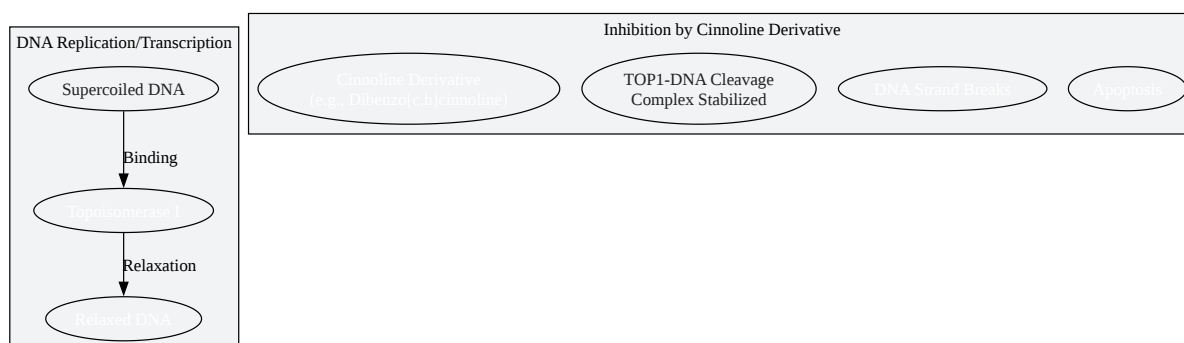 DNA Replication/Transcription
Supercoiled DNA
Binding
Topoisomerase I
Relaxation
Relaxed DNA
Inhibition by Cinnoline Derivative
Cinnoline Derivative
(e.g., Dibenzo[c,h]cinnoline)
TOP1-DNA Cleavage
Complex Stabilized
DNA Strand Breaks
Apoptosis